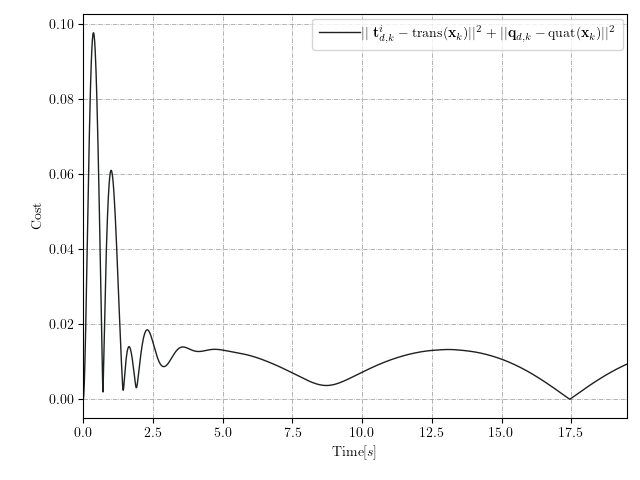 || t^i_{d,k} − trans(x_k)||² + ||q_{d,k} − quat(x_k)||²
0.10
0.08
0.06
0.04
0.02
0.00
Cost
0.0 2.5 5.0 7.5 10.0 12.5 15.0 17.5
Time[s]